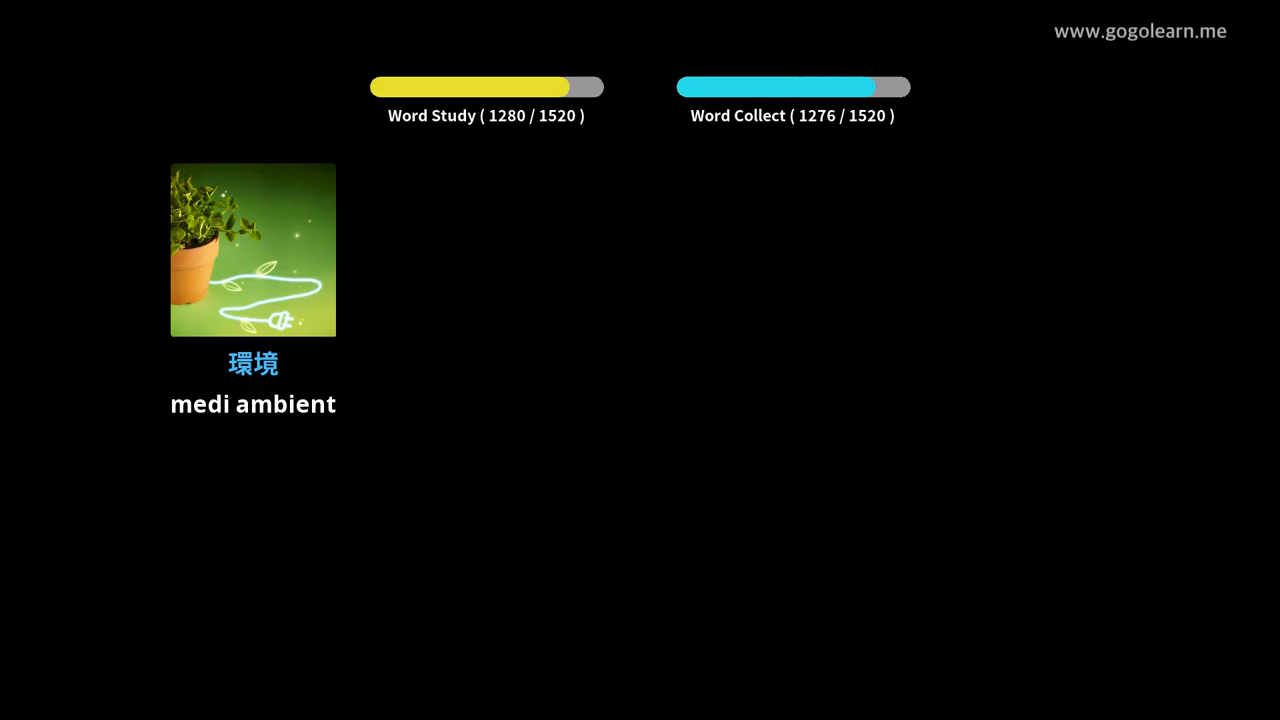 www.gogolearn.me
Word Study ( 1280 / 1520 )
Word Collect ( 1276 / 1520 )
環境
medi ambient